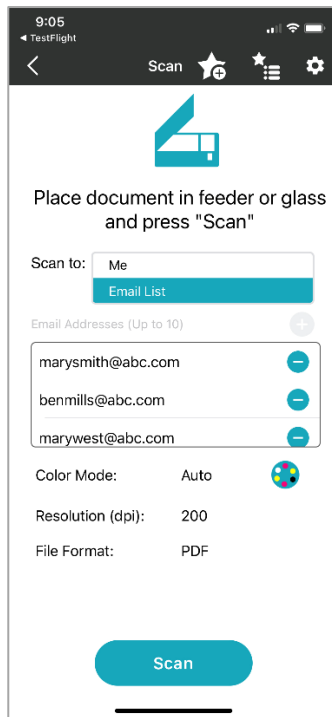 9:05
◀ TestFlight
Scan
Place document in feeder or glass
and press "Scan"
Scan to:
Me
Email List
Email Addresses (Up to 10)
marysmith@abc.com
benmills@abc.com
marywest@abc.com
Color Mode: Auto
Resolution (dpi): 200
File Format: PDF
Scan